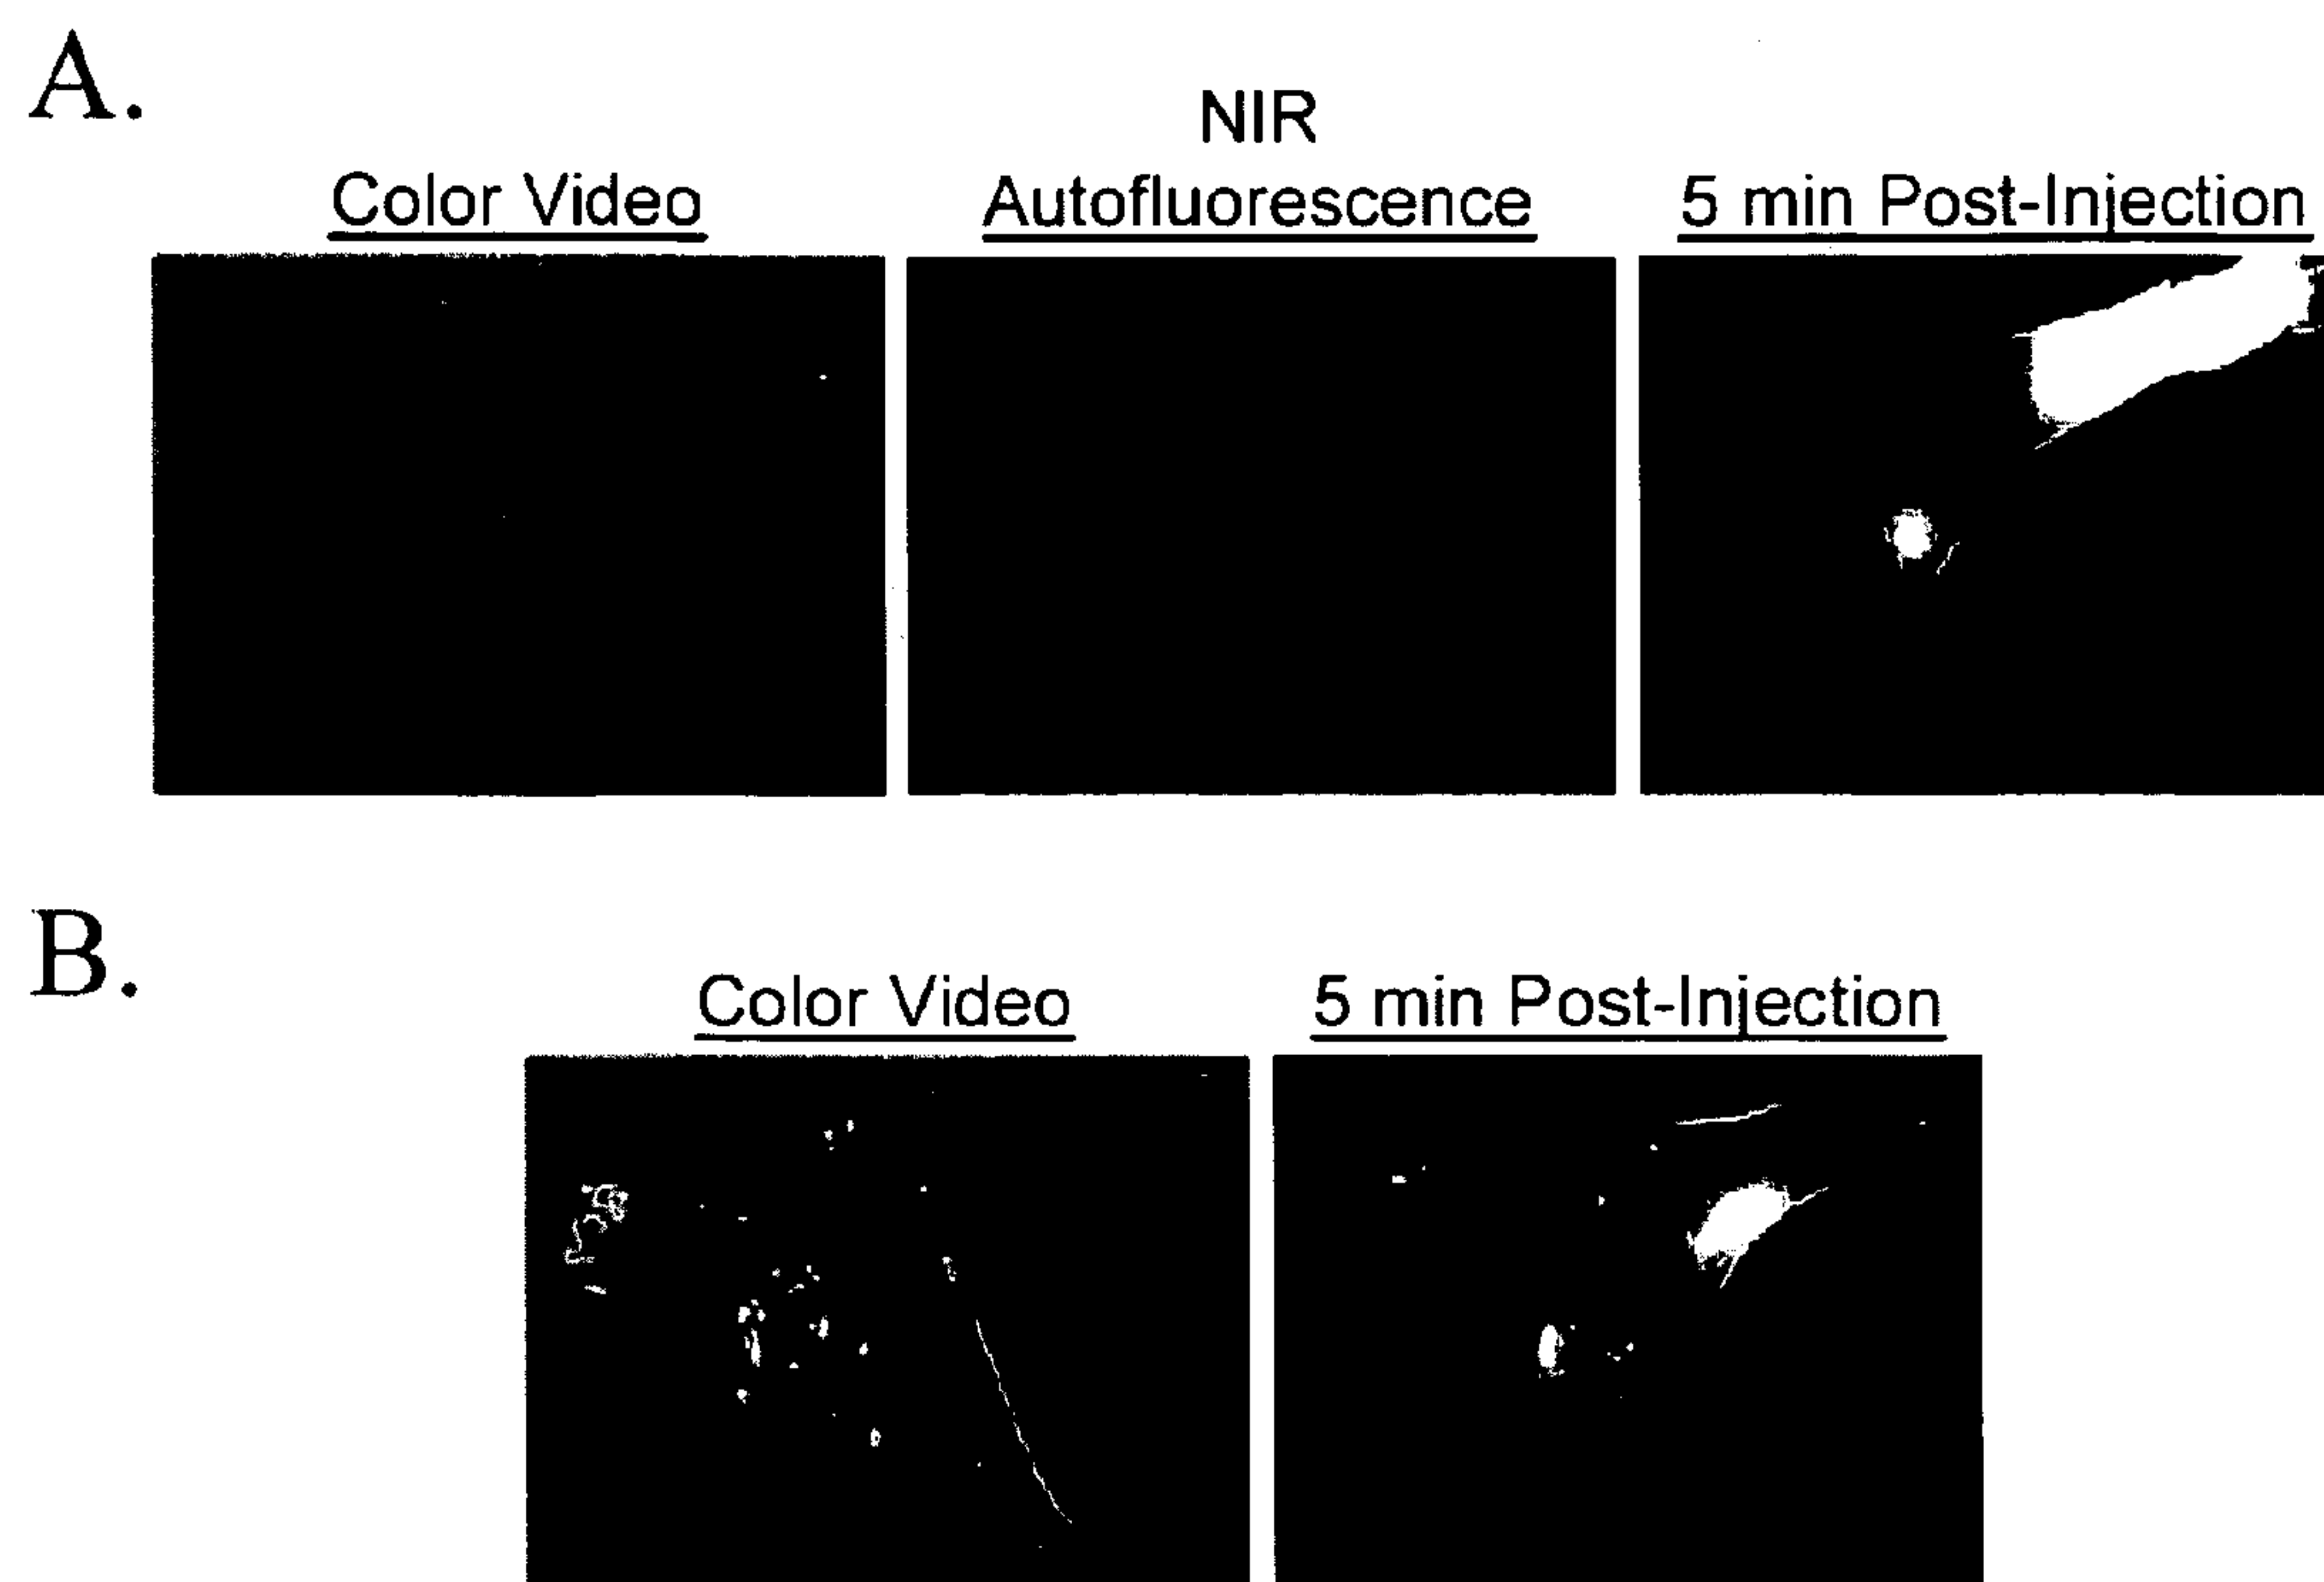 A.
NIR
Color Video
Autofluorescence
5 min Post-Injection
B.
Color Video
5 min Post-Injection